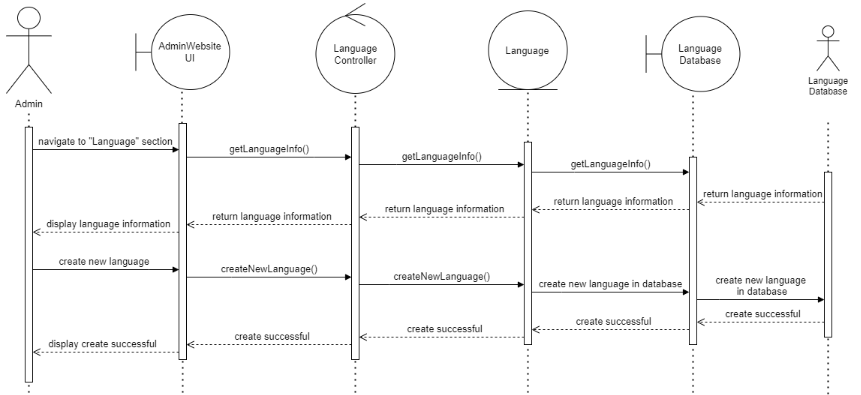 Admin
AdminWebsite
UI
Language
Controller
Language
Language
Database
Language
Database
navigate to "Language" section
getLanguageInfo()
getLanguageInfo()
getLanguageInfo()
return language information
return language information
return language information
return language information
display language information
create new language
createNewLanguage()
createNewLanguage()
create new language in database
create new language
in database
create successful
create successful
create successful
create successful
display create successful